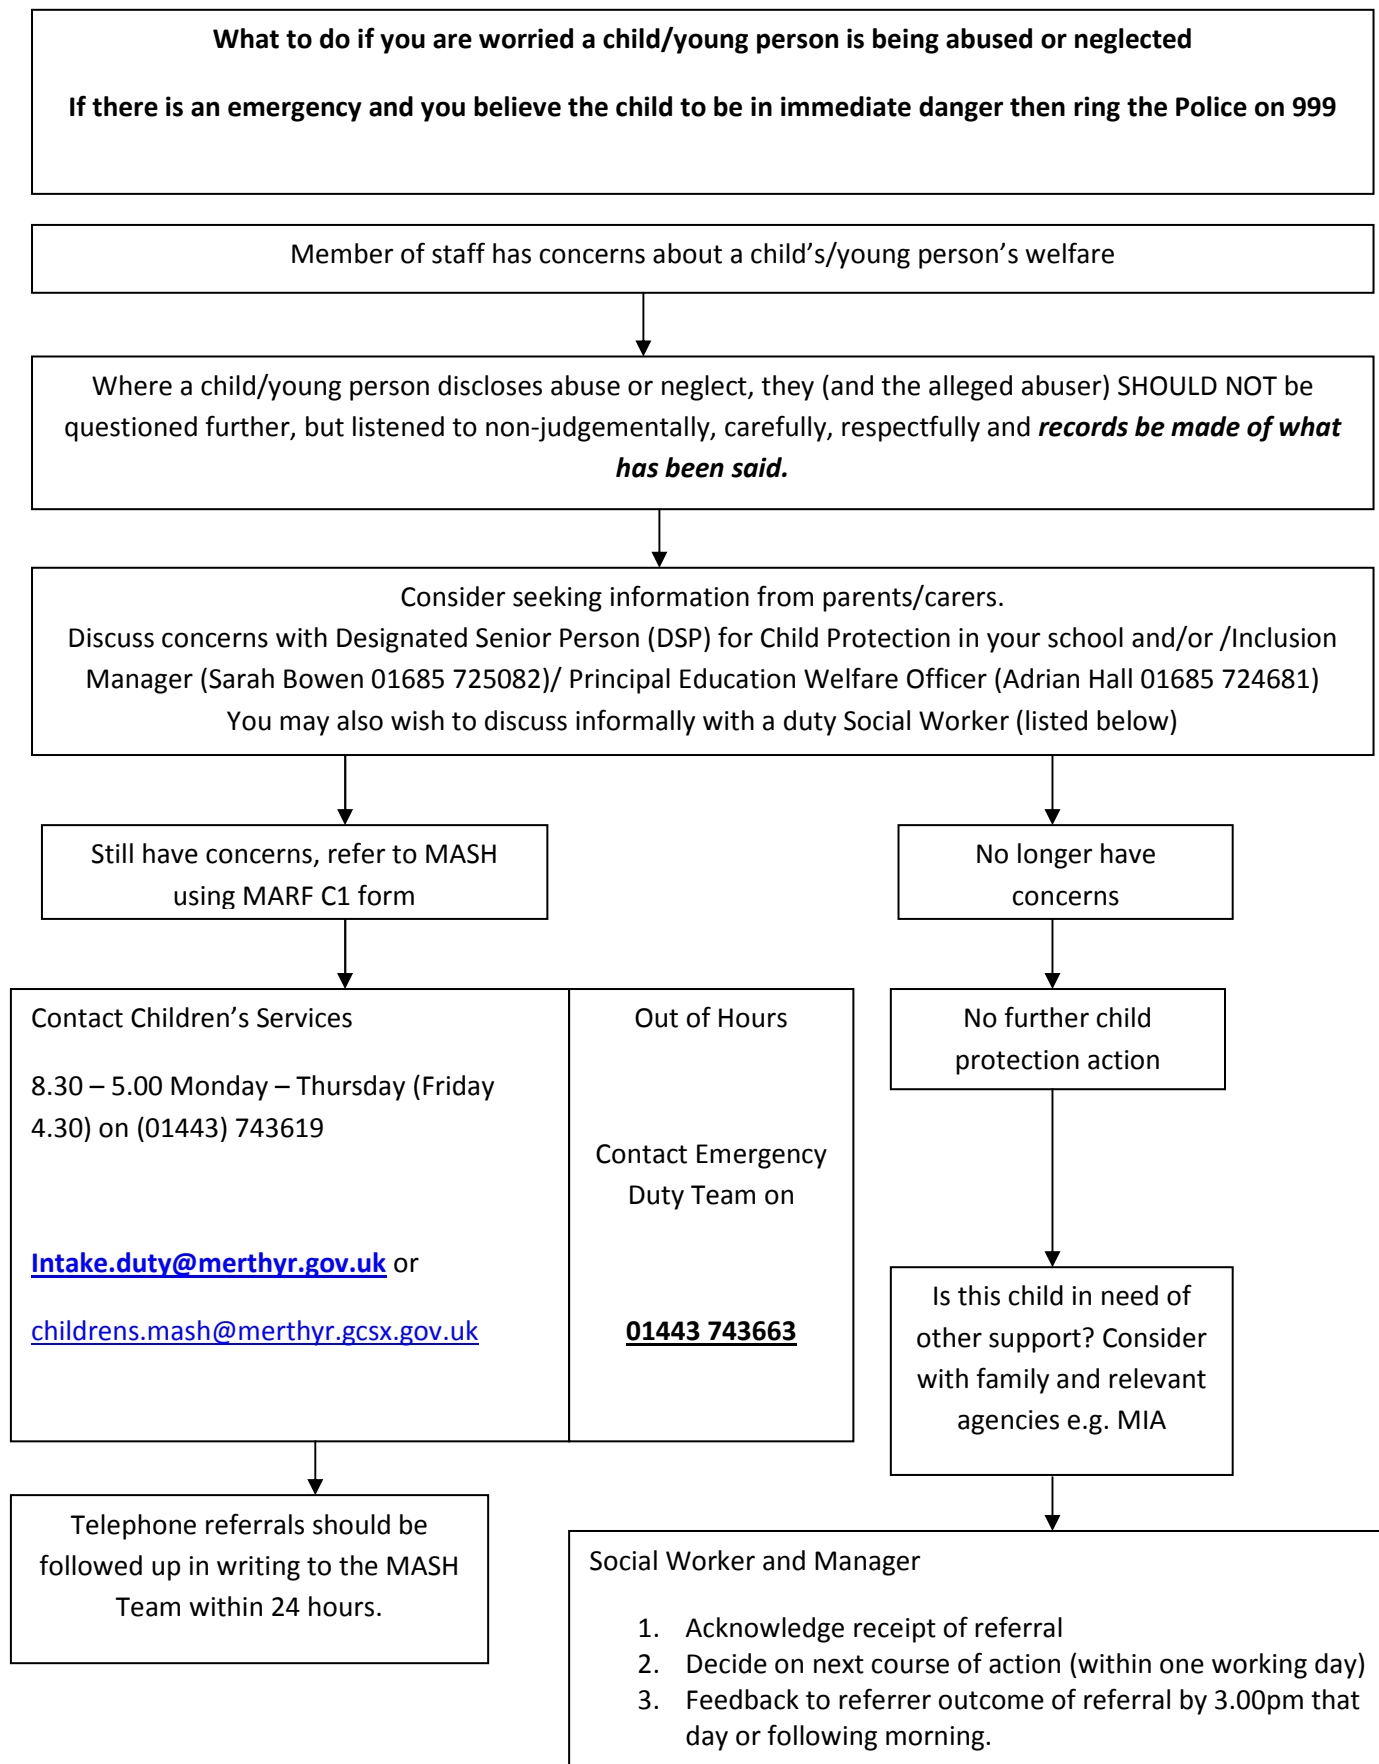 What to do if you are worried a child/young person is being abused or neglected
If there is an emergency and you believe the child to be in immediate danger then ring the Police on 999
Member of staff has concerns about a child’s/young person’s welfare
Where a child/young person discloses abuse or neglect, they (and the alleged abuser) SHOULD NOT be
questioned further, but listened to non-judgementally, carefully, respectfully and records be made of what
has been said.
Consider seeking information from parents/carers.
Discuss concerns with Designated Senior Person (DSP) for Child Protection in your school and/or /Inclusion
Manager (Sarah Bowen 01685 725082)/ Principal Education Welfare Officer (Adrian Hall 01685 724681)
You may also wish to discuss informally with a duty Social Worker (listed below)
Still have concerns, refer to MASH
using MARF C1 form
No longer have
concerns
Contact Children’s Services
8.30 – 5.00 Monday – Thursday (Friday
4.30) on (01443) 743619
Intake.duty@merthyr.gov.uk or
childrens.mash@merthyr.gcsx.gov.uk
Out of Hours
Contact Emergency
Duty Team on
01443 743663
No further child
protection action
Is this child in need of
other support? Consider
with family and relevant
agencies e.g. MIA
Telephone referrals should be
followed up in writing to the MASH
Team within 24 hours.
Social Worker and Manager
1. Acknowledge receipt of referral
2. Decide on next course of action (within one working day)
3. Feedback to referrer outcome of referral by 3.00pm that
day or following morning.